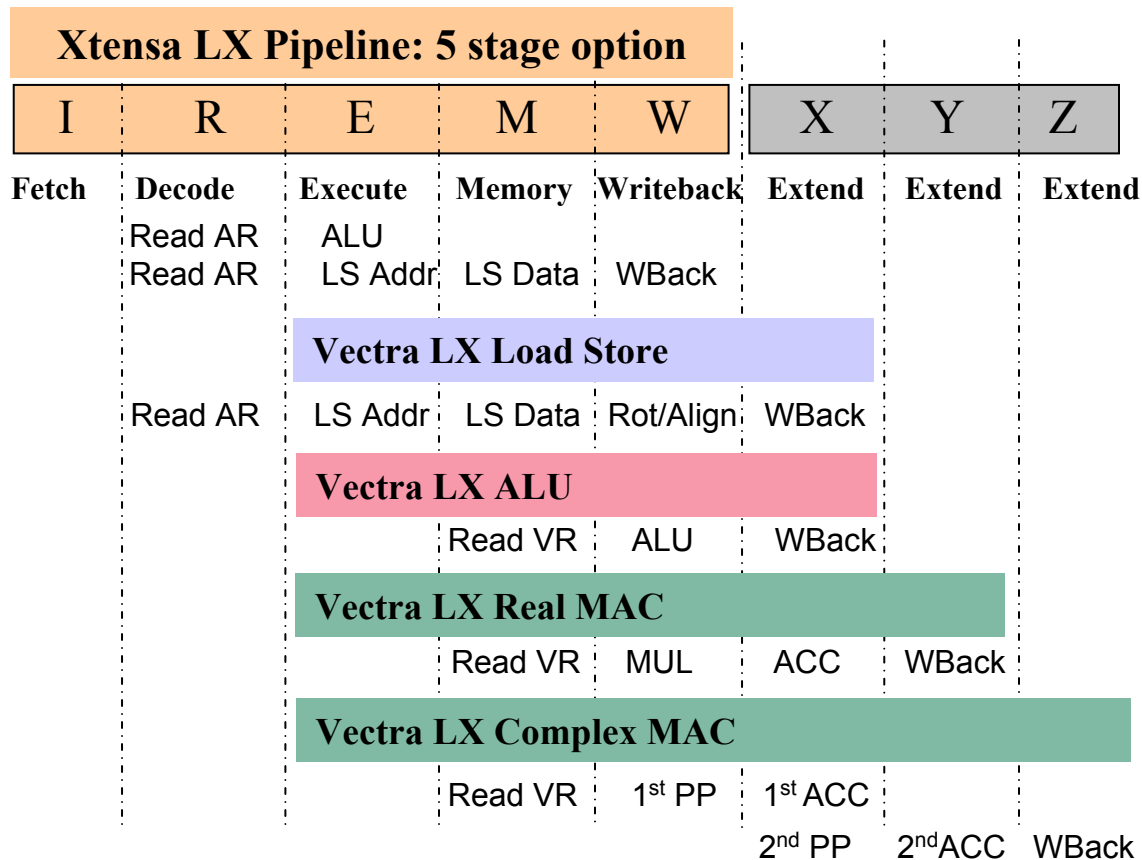 Xtensa LX Pipeline: 5 stage option
I R E M W X Y Z
Fetch Decode Execute Memory Writeback Extend Extend Extend
Read AR ALU
Read AR LS Addr LS Data WBack
Vectra LX Load Store
Read AR LS Addr LS Data Rot/Align WBack
Vectra LX ALU
Read VR ALU WBack
Vectra LX Real MAC
Read VR MUL ACC WBack
Vectra LX Complex MAC
Read VR 1st PP 1st ACC
2nd PP 2ndACC WBack